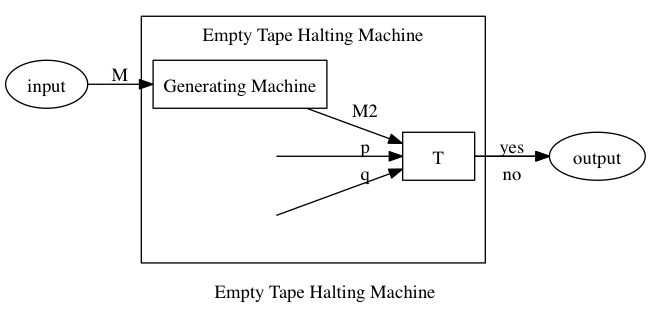 Empty Tape Halting Machine
input
M
Generating Machine
M2
p
q
T
yes
no
output
Empty Tape Halting Machine